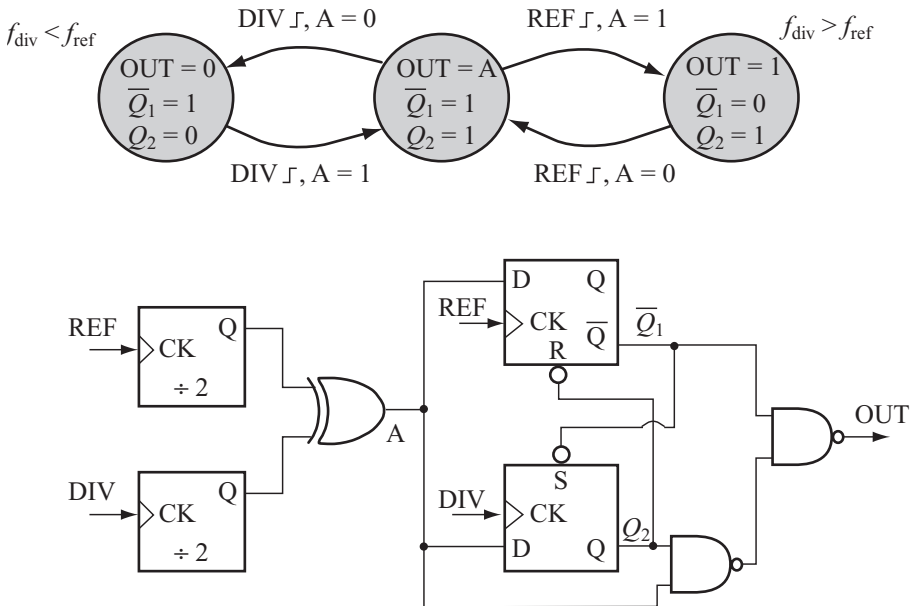 DIV, A = 0
REF, A = 1
f_div < f_ref
f_div > f_ref
OUT = 0
Q̅₁ = 1
Q₂ = 0
OUT = A
Q̅₁ = 1
Q₂ = 1
OUT = 1
Q̅₁ = 0
Q₂ = 1
DIV, A = 1
REF, A = 0
REF
CK
Q
÷ 2
DIV
CK
Q
÷ 2
A
D
Q
REF
CK
Q̅
Q̅₁
R
OUT
S
DIV
CK
D
Q
Q₂